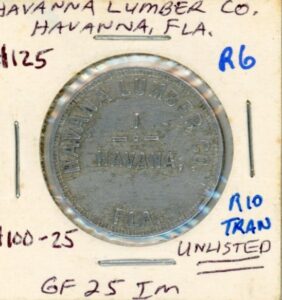 HAVANNA LUMBER CO.
HAVANNA, FLA.
$125
R6
HAVANA LUMBER CO.
1
HAVANA,
FLA.
R10
TRAN
UNLISTED
$100-25
GF 25 Im